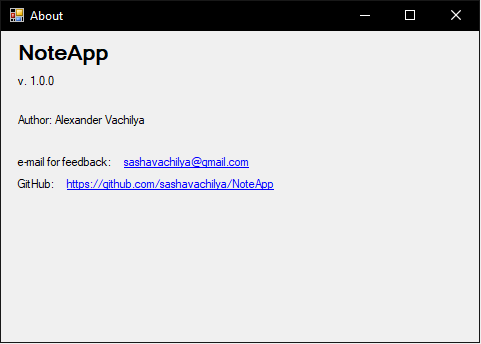 About
NoteApp
v. 1.0.0
Author: Alexander Vachilya
e-mail for feedback: sashavachilya@gmail.com
GitHub: https://github.com/sashavachilya/NoteApp